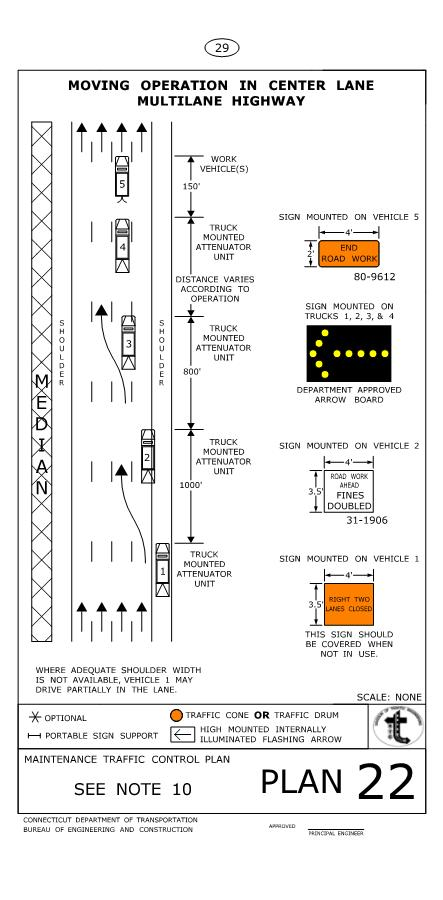 29
MOVING OPERATION IN CENTER LANE
MULTILANE HIGHWAY
WORK
VEHICLE(S)
5
150'
TRUCK
MOUNTED
ATTENUATOR
UNIT
4
DISTANCE VARIES
ACCORDING TO
OPERATION
TRUCK
MOUNTED
ATTENUATOR
UNIT
3
SHOULDER
SHOULDER
800'
MEDIAN
TRUCK
MOUNTED
ATTENUATOR
UNIT
2
1000'
TRUCK
MOUNTED
ATTENUATOR
UNIT
1
SIGN MOUNTED ON VEHICLE 5
4'
2'
END
ROAD WORK
80-9612
SIGN MOUNTED ON
TRUCKS 1, 2, 3, & 4
DEPARTMENT APPROVED
ARROW BOARD
SIGN MOUNTED ON VEHICLE 2
4'
3.5'
ROAD WORK
AHEAD
FINES
DOUBLED
31-1906
SIGN MOUNTED ON VEHICLE 1
4'
3.5'
RIGHT TWO
LANES CLOSED
THIS SIGN SHOULD
BE COVERED WHEN
NOT IN USE.
WHERE ADEQUATE SHOULDER WIDTH
IS NOT AVAILABLE, VEHICLE 1 MAY
DRIVE PARTIALLY IN THE LANE.
SCALE: NONE
OPTIONAL
TRAFFIC CONE OR TRAFFIC DRUM
PORTABLE SIGN SUPPORT
HIGH MOUNTED INTERNALLY
ILLUMINATED FLASHING ARROW
MAINTENANCE TRAFFIC CONTROL PLAN
SEE NOTE 10
PLAN 22
CONNECTICUT DEPARTMENT OF TRANSPORTATION
BUREAU OF ENGINEERING AND CONSTRUCTION
APPROVED
PRINCIPAL ENGINEER